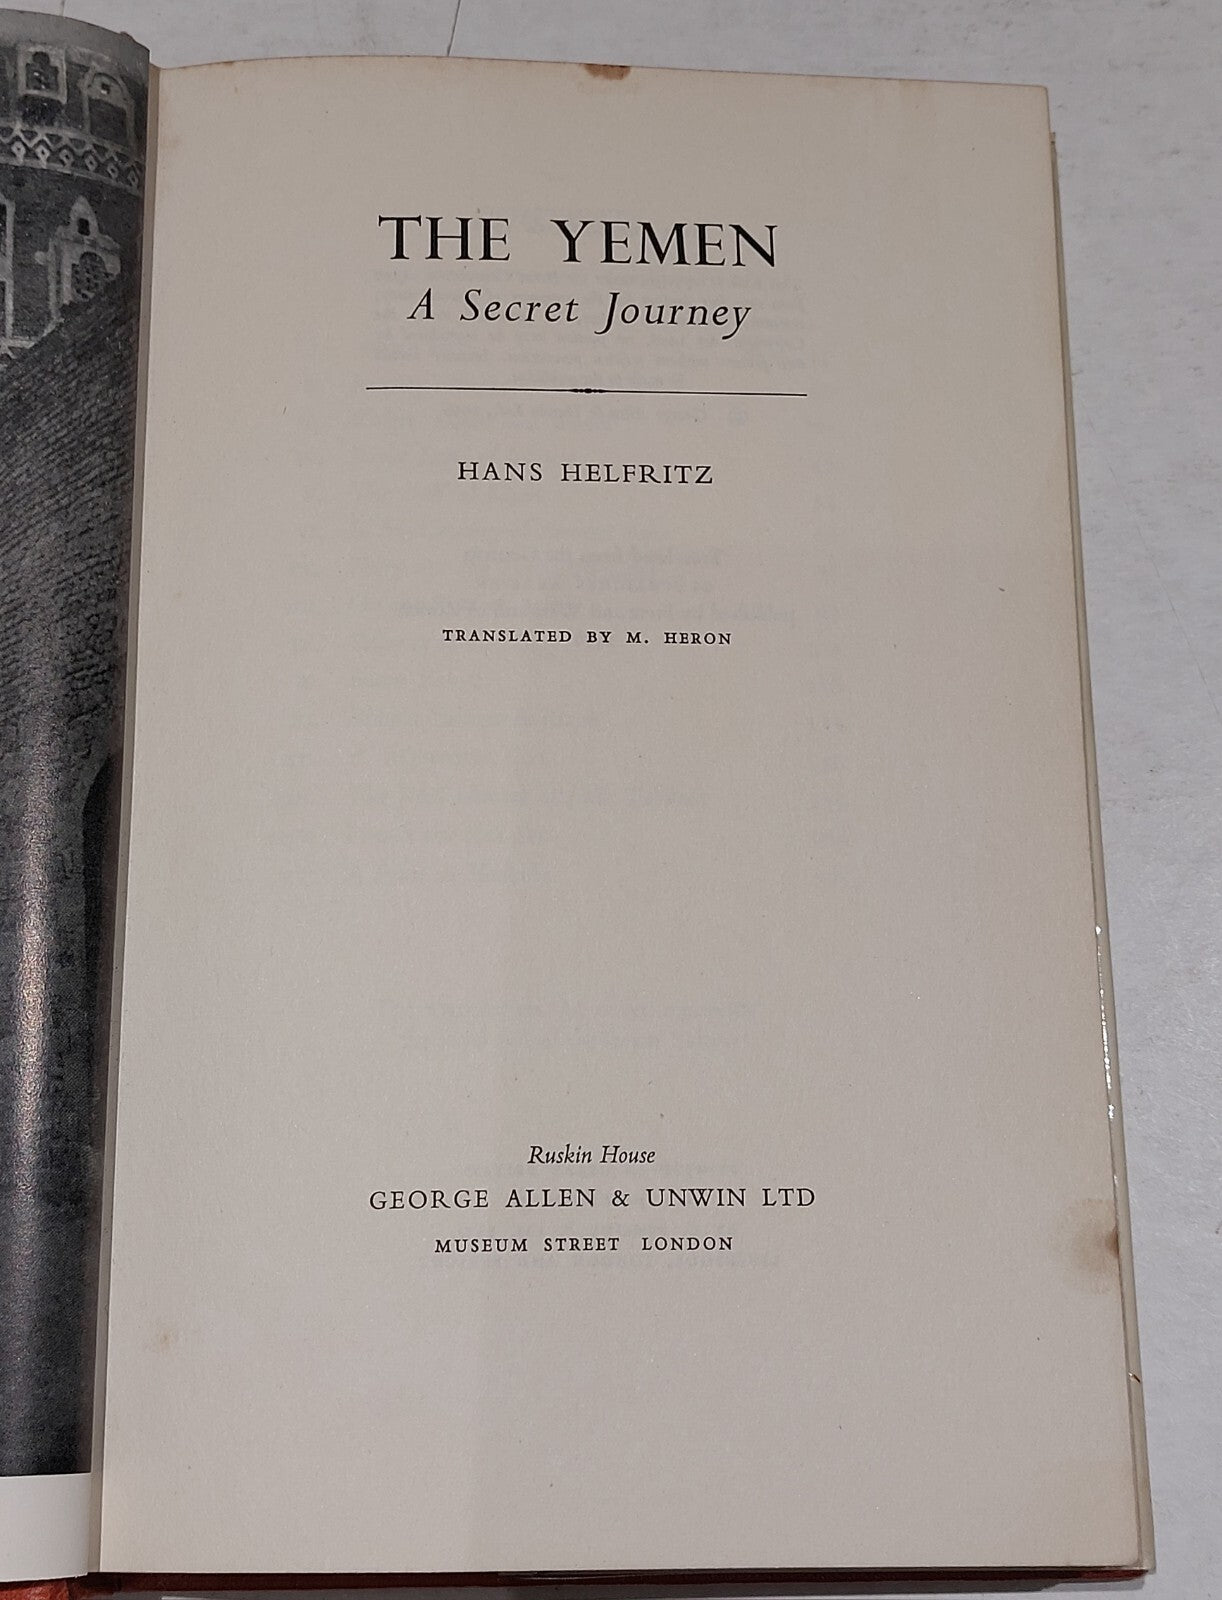 THE YEMEN
A Secret Journey
HANS HELFRITZ
TRANSLATED BY M. HERON
Ruskin House
GEORGE ALLEN & UNWIN LTD
MUSEUM STREET LONDON